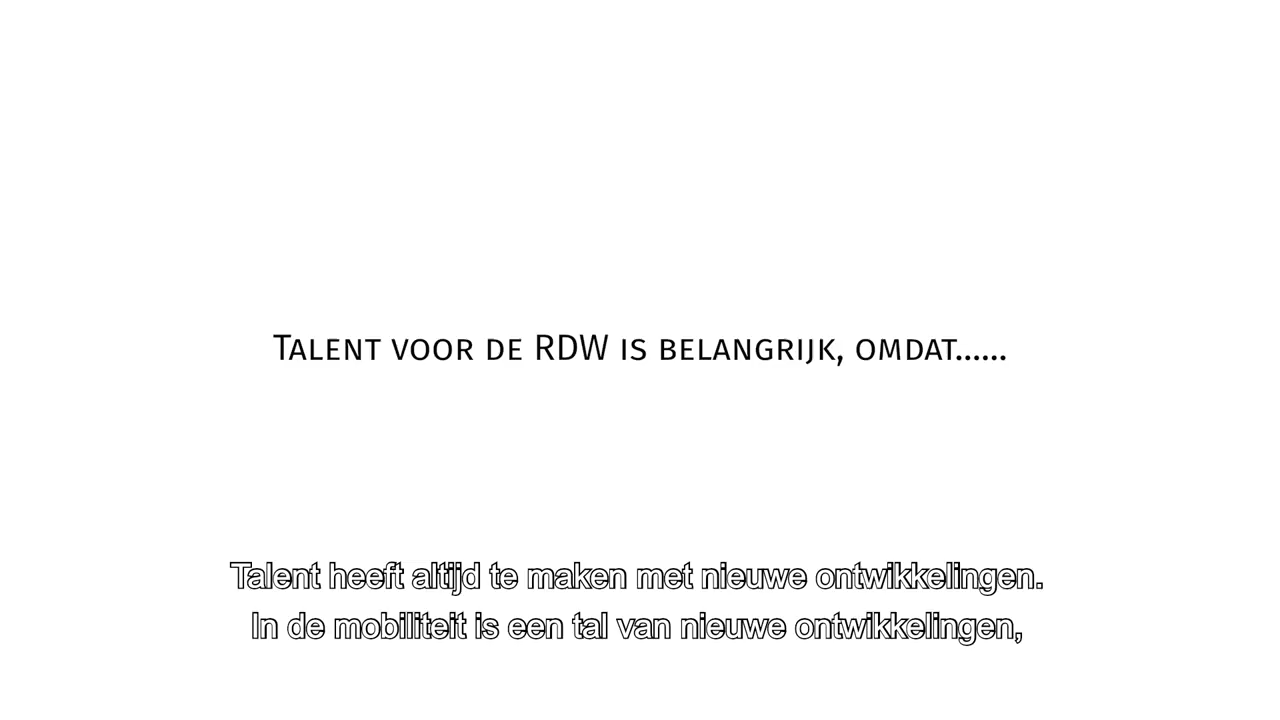 Talent voor de RDW is belangrijk, omdat......
Talent heeft altijd te maken met nieuwe ontwikkelingen.
In de mobiliteit is een tal van nieuwe ontwikkelingen,